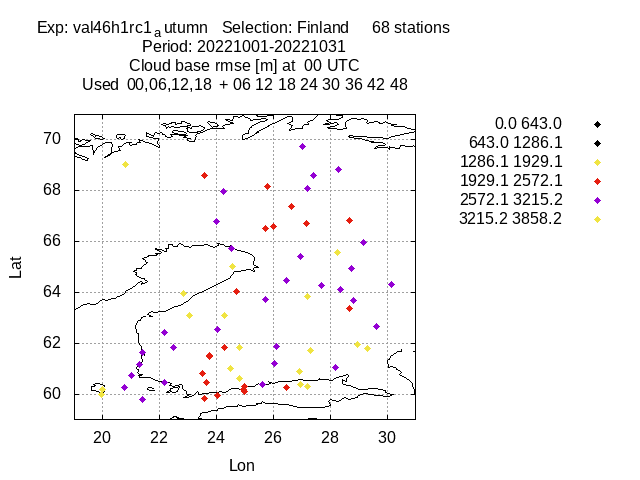 Exp: val46h1rc1a utumn Selection: Finland 68 stations
Period: 20221001-20221031
Cloud base rmse [m] at 00 UTC
Used 00,06,12,18 + 06 12 18 24 30 36 42 48
0.0 643.0
643.0 1286.1
1286.1 1929.1
1929.1 2572.1
2572.1 3215.2
3215.2 3858.2
70
68
66
64
62
60
Lat
20 22 24 26 28 30
Lon